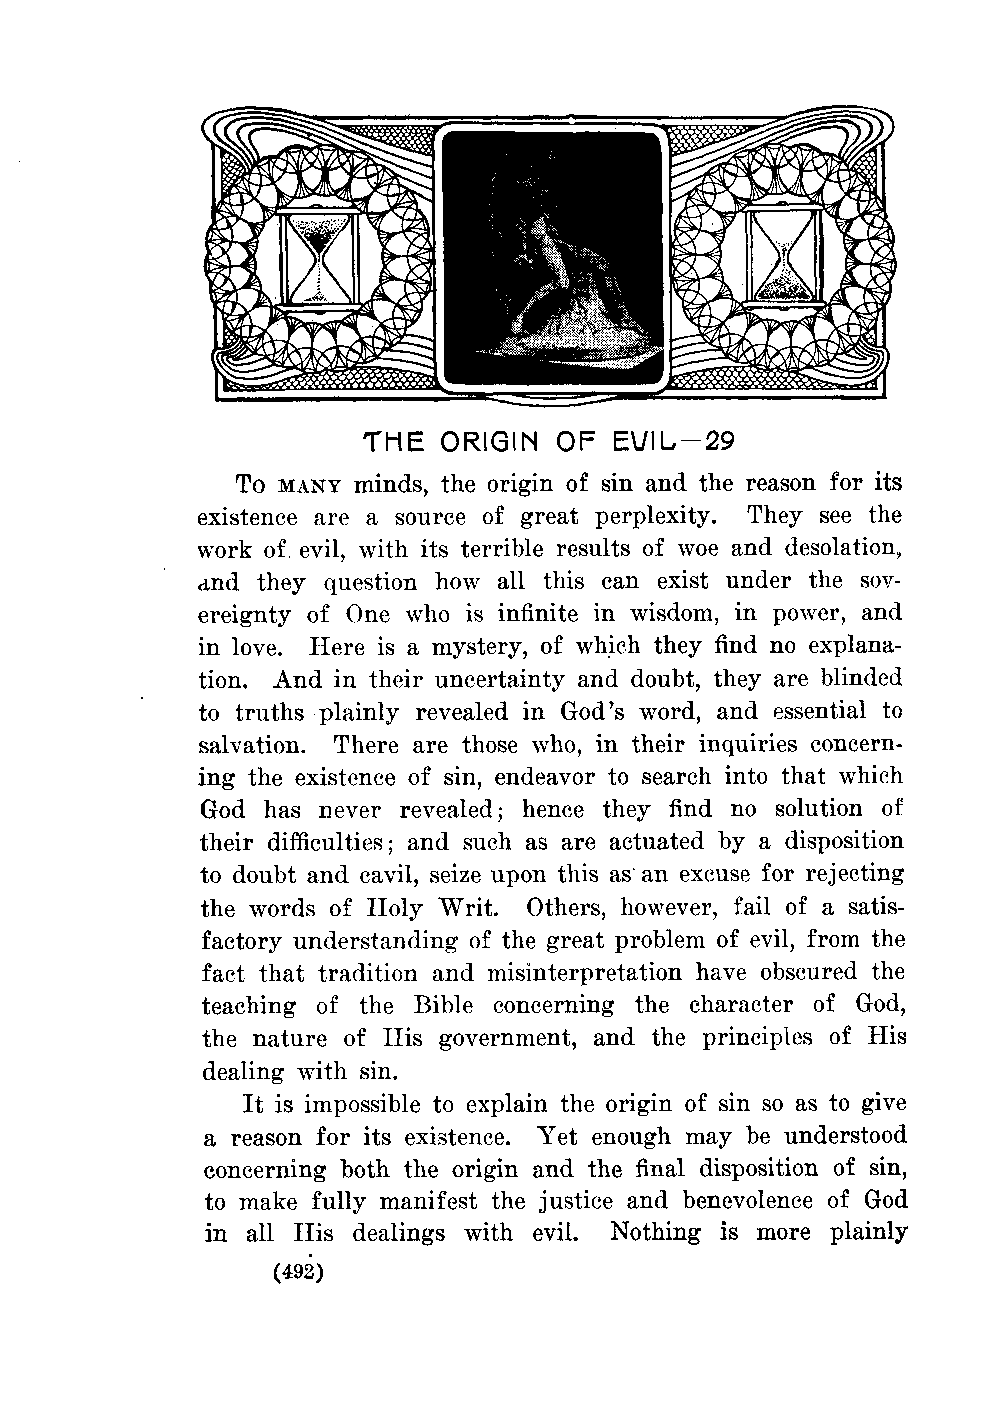 THE ORIGIN OF EVIL—29
TO MANY minds, the origin of sin and the reason for its
existence are a source of great perplexity. They see the
work of evil, with its terrible results of woe and desolation,
and they question how all this can exist under the sov-
ereignty of One who is infinite in wisdom, in power, and
in love. Here is a mystery, of which they find no explana-
tion. And in their uncertainty and doubt, they are blinded
to truths plainly revealed in God's word, and essential to
salvation. There are those who, in their inquiries concern-
ing the existence of sin, endeavor to search into that which
God has never revealed; hence they find no solution of
their difficulties; and such as are actuated by a disposition
to doubt and cavil, seize upon this as an excuse for rejecting
the words of Holy Writ. Others, however, fail of a satis-
factory understanding of the great problem of evil, from the
fact that tradition and misinterpretation have obscured the
teaching of the Bible concerning the character of God,
the nature of His government, and the principles of His
dealing with sin.
It is impossible to explain the origin of sin so as to give
a reason for its existence. Yet enough may be understood
concerning both the origin and the final disposition of sin,
to make fully manifest the justice and benevolence of God
in all His dealings with evil. Nothing is more plainly
(492)